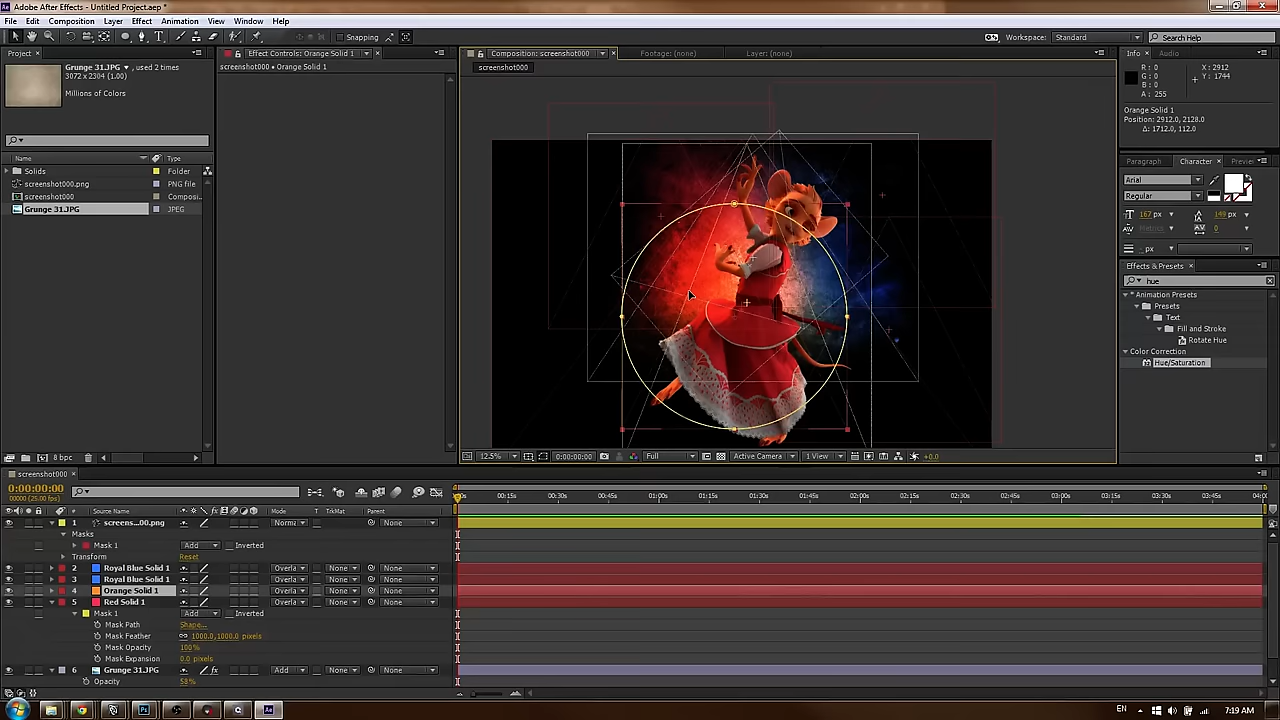 Adobe After Effects - Untitled Project.aep *
File Edit Composition Layer Effect Animation View Window Help
Snapping
Workspace: Standard
Search Help
Project
Effect Controls: Orange Solid 1
Composition: screenshot000
Footage: (none)
Layer: (none)
Info
Audio
screenshot000 • Orange Solid 1
screenshot000
Grunge 31.JPG ▼, used 2 times
3072 x 2304 (1.00)
Millions of Colors
R: 0
G: 0
B: 0
A: 255
X: 2912
Y: 1744
Orange Solid 1
Position: 2912.0, 2128.0
Δ: 1712.0, 112.0
Name
Type
Solids Folder
screenshot000.png PNG file
screenshot000 Composi
Grunge 31.JPG JPEG
Paragraph
Character
Previe
Arial
Regular
167 px
149 px
Metrics
0
- px
Effects & Presets
hue
* Animation Presets
Presets
Text
Fill and Stroke
Rotate Hue
Color Correction
Hue/Saturation
8 bpc
12.5%
0:00:00:00
Full
Active Camera
1 View
+0.0
screenshot000
0:00:00:00
00000 (25.00 fps)
# Source Name Mode T TrkMat Parent
00:15s 00:30s 00:45s 01:00s 01:15s 01:30s 01:45s 02:00s 02:15s 02:30s 02:45s 03:00s 03:15s 03:30s 03:45s 04:00
1 screens...00.png Norma None
Masks
Mask 1 Add Inverted
Transform Reset
2 Royal Blue Solid 1 Overla None None
3 Royal Blue Solid 1 Overla None None
4 Orange Solid 1 Overla None None
5 Red Solid 1 Overla None None
Mask 1 Add Inverted
Mask Path Shape...
Mask Feather 1000.0,1000.0 pixels
Mask Opacity 100%
Mask Expansion 0.0 pixels
6 Grunge 31.JPG Add None None
Opacity 58%
EN
7:19 AM